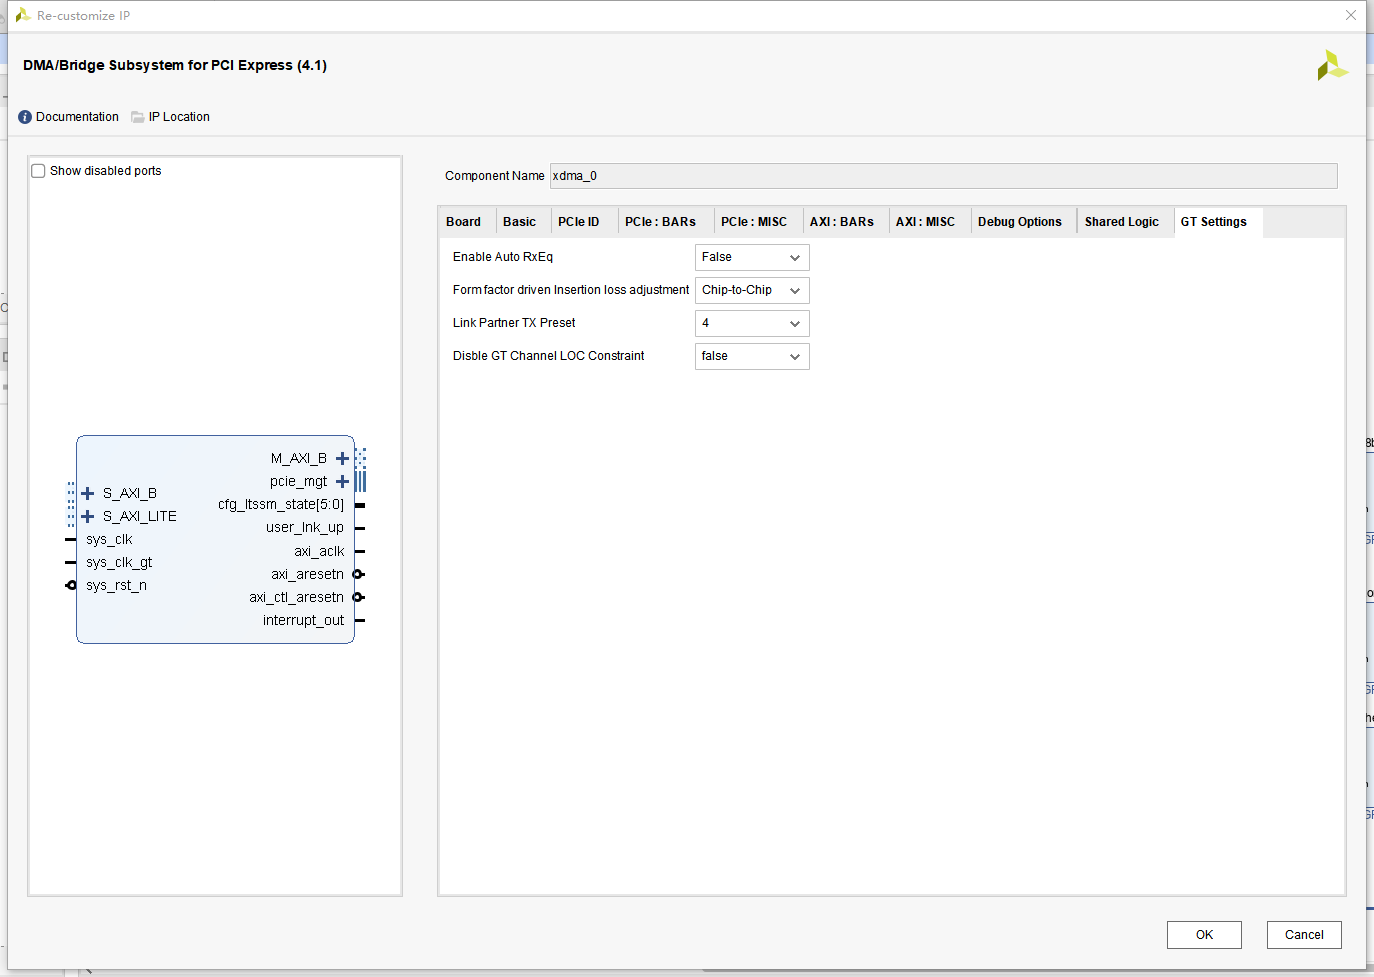 Re-customize IP
DMA/Bridge Subsystem for PCI Express (4.1)
Documentation IP Location
Show disabled ports
Component Name xdma_0
Board Basic PCIe ID PCIe : BARs PCIe : MISC AXI : BARs AXI : MISC Debug Options Shared Logic GT Settings
Enable Auto RxEq False
Form factor driven Insertion loss adjustment Chip-to-Chip
Link Partner TX Preset 4
Disble GT Channel LOC Constraint false
M_AXI_B
pcie_mgt
S_AXI_B
cfg_ltssm_state[5:0]
S_AXI_LITE
user_lnk_up
sys_clk
axi_aclk
sys_clk_gt
axi_aresetn
sys_rst_n
axi_ctl_aresetn
interrupt_out
OK Cancel